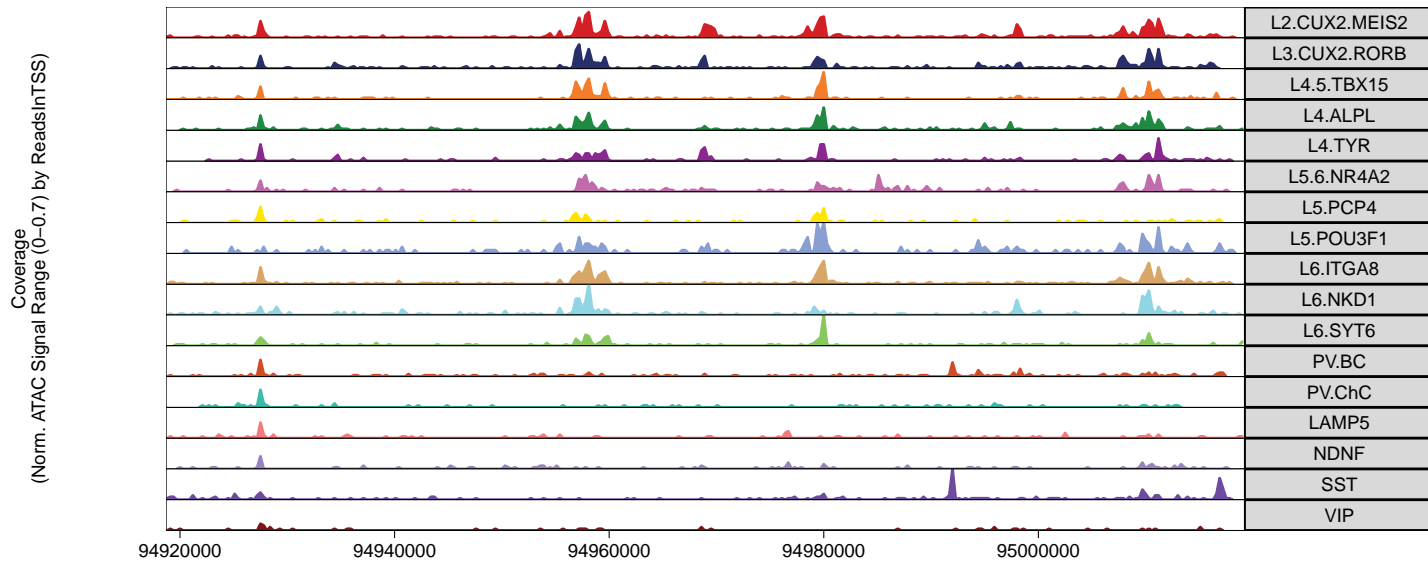 Coverage
(Norm. ATAC Signal Range (0−0.7) by ReadsInTSS)
L2.CUX2.MEIS2
L3.CUX2.RORB
L4.5.TBX15
L4.ALPL
L4.TYR
L5.6.NR4A2
L5.PCP4
L5.POU3F1
L6.ITGA8
L6.NKD1
L6.SYT6
PV.BC
PV.ChC
LAMP5
NDNF
SST
VIP
94920000 94940000 94960000 94980000 95000000